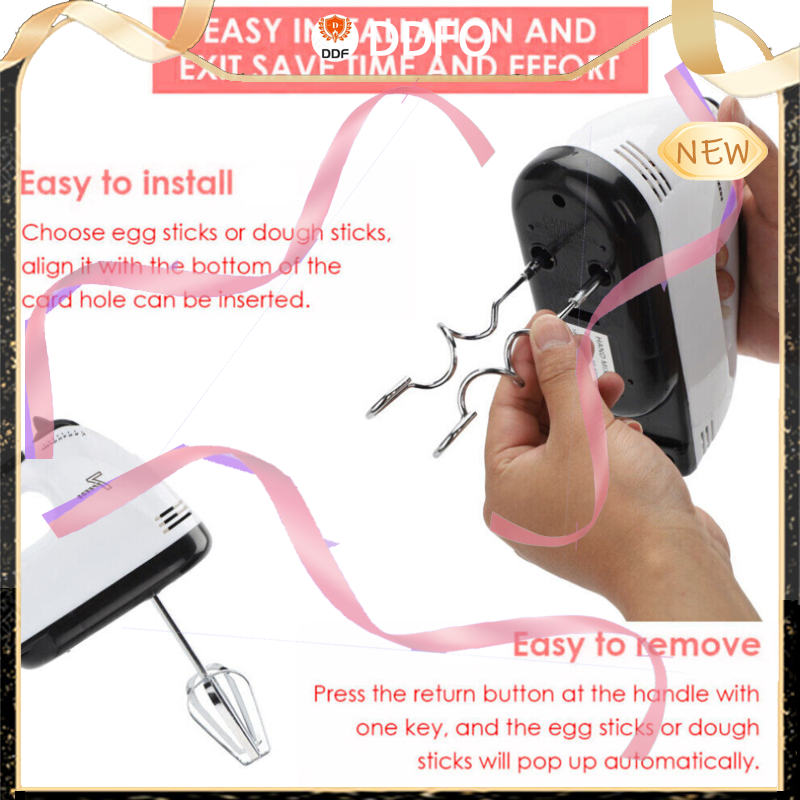 EASY INSTALLATION AND
DDFO
DDF
EXIT SAVE TIME AND EFFORT
NEW
Easy to install
Choose egg sticks or dough sticks,
align it with the bottom of the
card hole can be inserted.
Easy to remove
Press the return button at the handle with
one key, and the egg sticks or dough
sticks will pop up automatically.